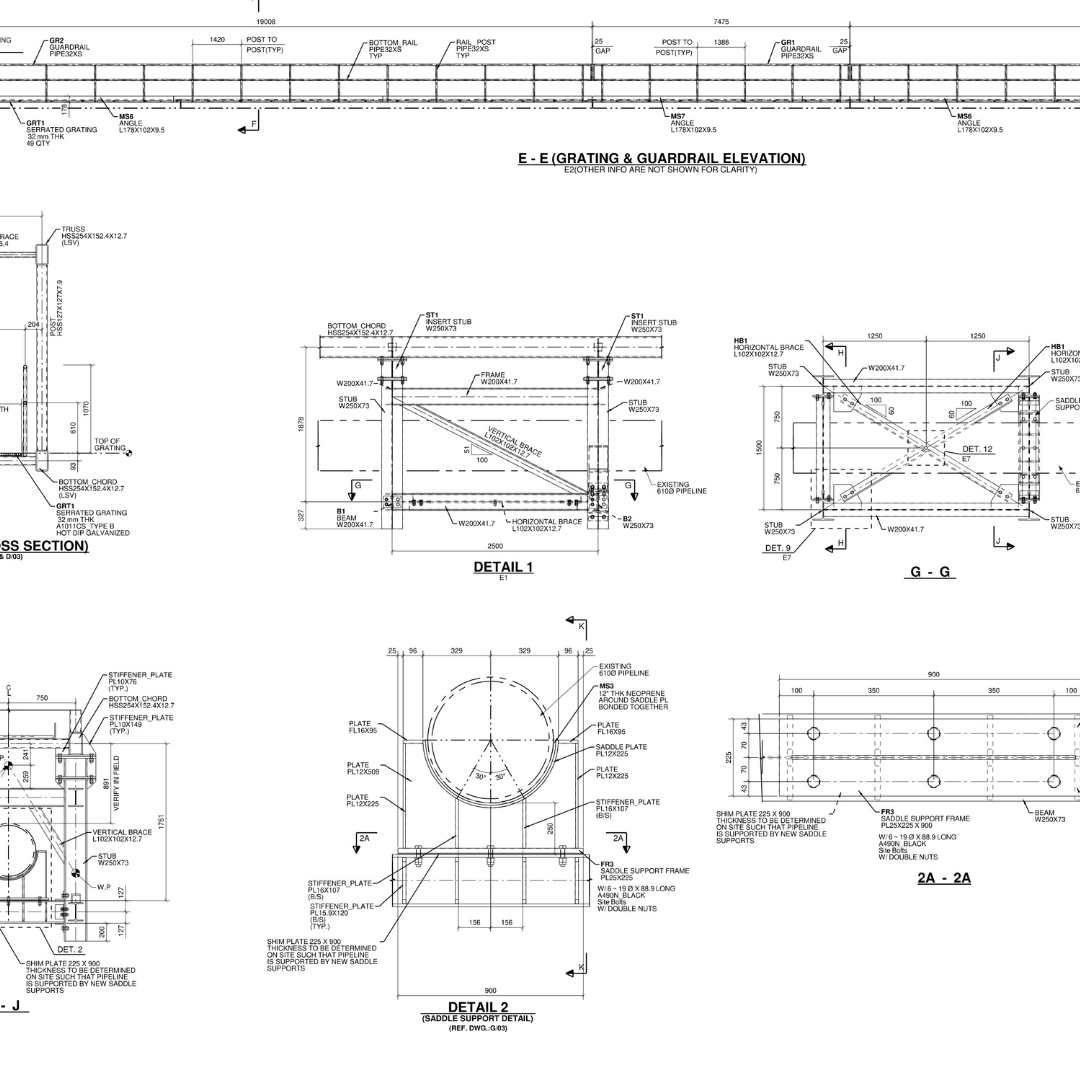 19008
7475
ING
GR2
GUARDRAIL
PIPE32XS
1420
POST TO
POST(TYP)
BOTTOM_RAIL
PIPE32XS
TYP
RAIL_POST
PIPE32XS
TYP
25
GAP
POST TO
POST(TYP)
1386
GR1
GUARDRAIL
PIPE32XS
25
GAP
GRT1
SERRATED GRATING
32 mm THK
49 QTY
178
MS6
ANGLE
L178X102X9.5
F
MS7
ANGLE
L178X102X9.5
MS6
ANGLE
L178X102X9.5
E - E (GRATING & GUARDRAIL ELEVATION)
E2(OTHER INFO ARE NOT SHOWN FOR CLARITY)
RACE
6.4
TRUSS
HSS254X152.4X12.7
(LSV)
POST
HSS127X127X7.9
204
TH
610
1070
93
TOP OF
GRATING
BOTTOM_CHORD
HSS254X152.4X12.7
(LSV)
GRT1
SERRATED GRATING
32 mm THK
A1011CS_TYPE B
HOT DIP GALVANIZED
OSS SECTION)
& D/03)
BOTTOM_CHORD
HSS254X152.4X12.7
ST1
INSERT STUB
W250X73
ST1
INSERT STUB
W250X73
W200X41.7
FRAME
W200X41.7
W200X41.7
STUB
W250X73
STUB
W250X73
1878
VERTICAL BRACE
L102X102X12.7
51
100
G
G
EXISTING
610Ø PIPELINE
327
B1
BEAM
W200X41.7
W200X41.7
HORIZONTAL BRACE
L102X102X12.7
B2
W250X73
2500
DETAIL 1
E1
1250
1250
HB1
HORIZONTAL BRACE
L102X102X12.7
H
J
HB1
HORIZON
L102X10
STUB
W250X73
W200X41.7
STUB
W250X73
100
60
100
60
SADDLE
SUPPO
750
1500
750
DET. 12
E7
STUB
W250X73
W200X41.7
STUB
W250X73
DET. 9
E7
H
J
G - G
C
L
750
STIFFENER_PLATE
PL10X76
(TYP.)
BOTTOM_CHORD
HSS254X152.4X12.7
STIFFENER_PLATE
PL10X149
(TYP.)
P
241
259
891
VERIFY IN FIELD
1751
VERTICAL BRACE
L102X102X12.7
STUB
W250X73
W.P
127
200
127
DET. 2
SHIM PLATE 225 X 900
THICKNESS TO BE DETERMINED
ON SITE SUCH THAT PIPELINE
IS SUPPORTED BY NEW SADDLE
SUPPORTS
- J
K
25
96
329
329
96
25
EXISTING
610Ø PIPELINE
MS3
12" THK NEOPRENE
AROUND SADDLE PL
BONDED TOGETHER
PLATE
FL16X95
PLATE
FL16X95
SADDLE PLATE
PL12X225
PLATE
PL12X509
PLATE
PL12X225
30°
30°
PLATE
PL12X225
STIFFENER_PLATE
PL16X107
(B/S)
250
2A
2A
FR3
SADDLE SUPPORT FRAME
PL25X225
W/ 6 ~ 19 Ø X 88.9 LONG
A490N_BLACK
Site Bolts
W/ DOUBLE NUTS
STIFFENER_PLATE
PL16X107
(B/S)
STIFFENER_PLATE
PL15.9X120
(B/S)
(TYP.)
156
156
SHIM PLATE 225 X 900
THICKNESS TO BE DETERMINED
ON SITE SUCH THAT PIPELINE
IS SUPPORTED BY NEW SADDLE
SUPPORTS
K
900
DETAIL 2
(SADDLE SUPPORT DETAIL)
(REF. DWG.:G/03)
900
100
350
350
100
43
70
225
70
43
SHIM PLATE 225 X 900
THICKNESS TO BE DETERMINED
ON SITE SUCH THAT PIPELINE
IS SUPPORTED BY NEW SADDLE
SUPPORTS
FR3
SADDLE SUPPORT FRAME
PL25X225 X 900
W/ 6 ~ 19 Ø X 88.9 LONG
A490N_BLACK
Site Bolts
W/ DOUBLE NUTS
BEAM
W250X73
2A - 2A